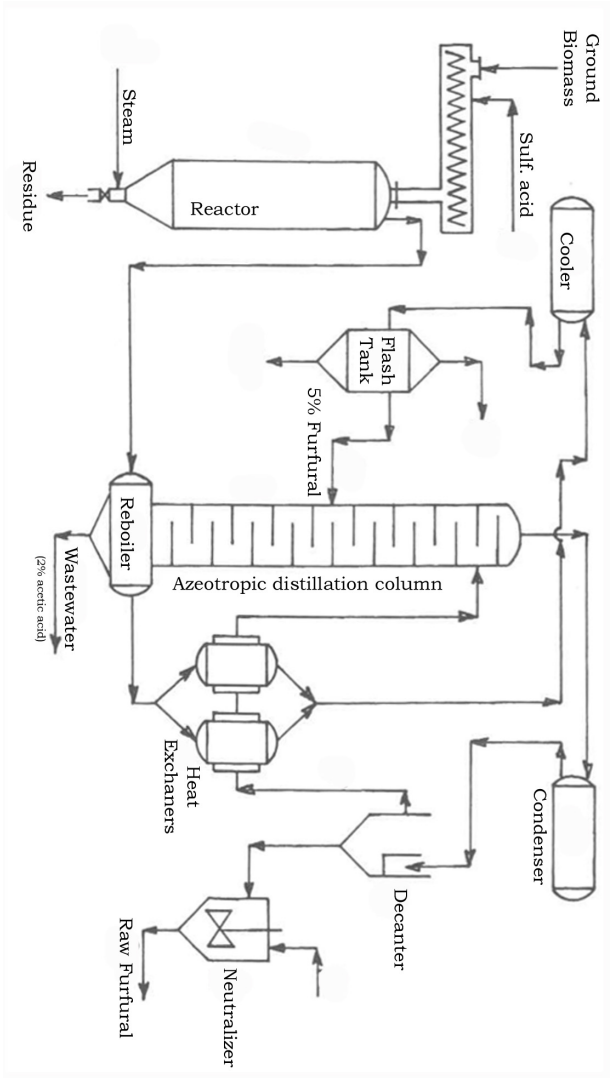 Ground
Biomass
Sulf. acid
Cooler
Steam
Reactor
Residue
Flash
Tank
5% Furfural
Reboiler
Azeotropic distillation column
Wastewater
(2% acetic acid)
Heat
Exchaners
Condenser
Decanter
Neutralizer
Raw Furfural